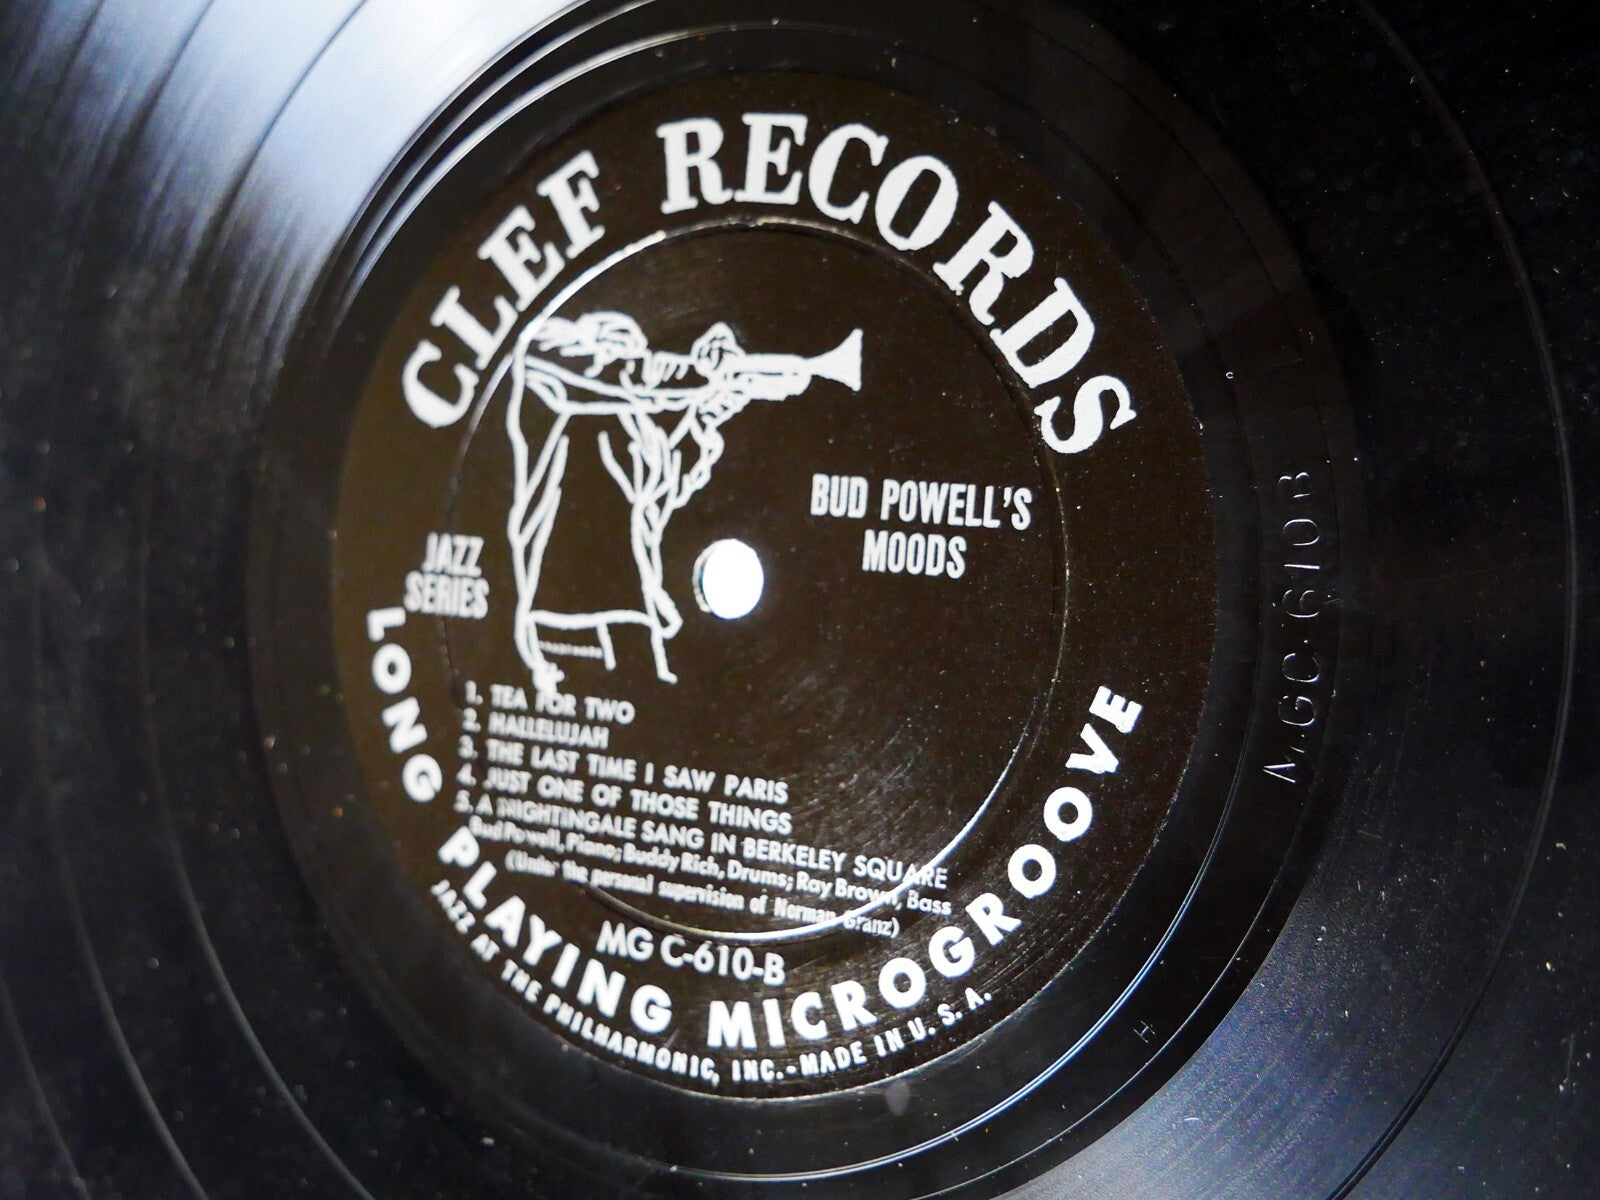 CLEF RECORDS
BUD POWELL'S
MOODS
JAZZ
SERIES
1. TEA FOR TWO
2. HALLELUJAH
3. THE LAST TIME I SAW PARIS
4. JUST ONE OF THOSE THINGS
5. A NIGHTINGALE SANG IN BERKELEY SQUARE
Bud Powell, Piano; Buddy Rich, Drums; Ray Brown, Bass
(Under the personal supervision of Norman Granz)
MG C-610-B
LONG PLAYING MICROGROOVE
JAZZ AT THE PHILHARMONIC, INC.-MADE IN U. S. A.
MGC·610B
H